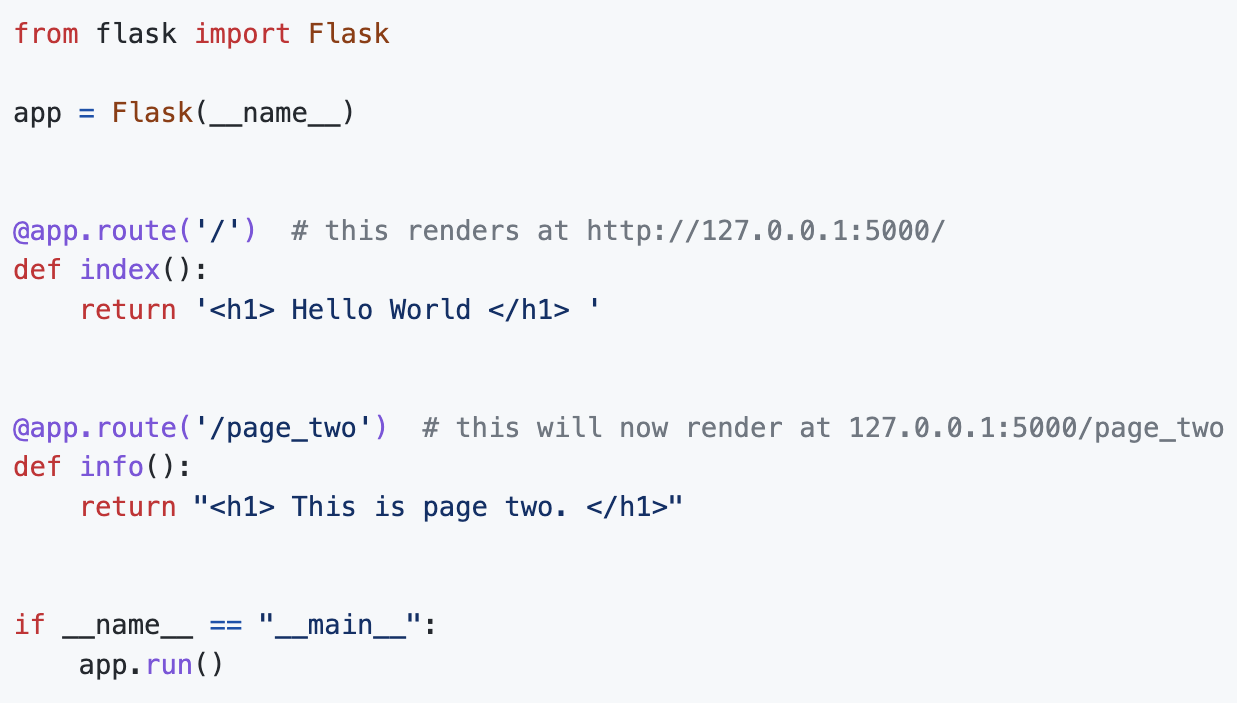 from flask import Flask
app = Flask(__name__)
@app.route('/')  # this renders at http://127.0.0.1:5000/
def index():
    return '<h1> Hello World </h1> '
@app.route('/page_two')  # this will now render at 127.0.0.1:5000/page_two
def info():
    return "<h1> This is page two. </h1>"
if __name__ == "__main__":
    app.run()